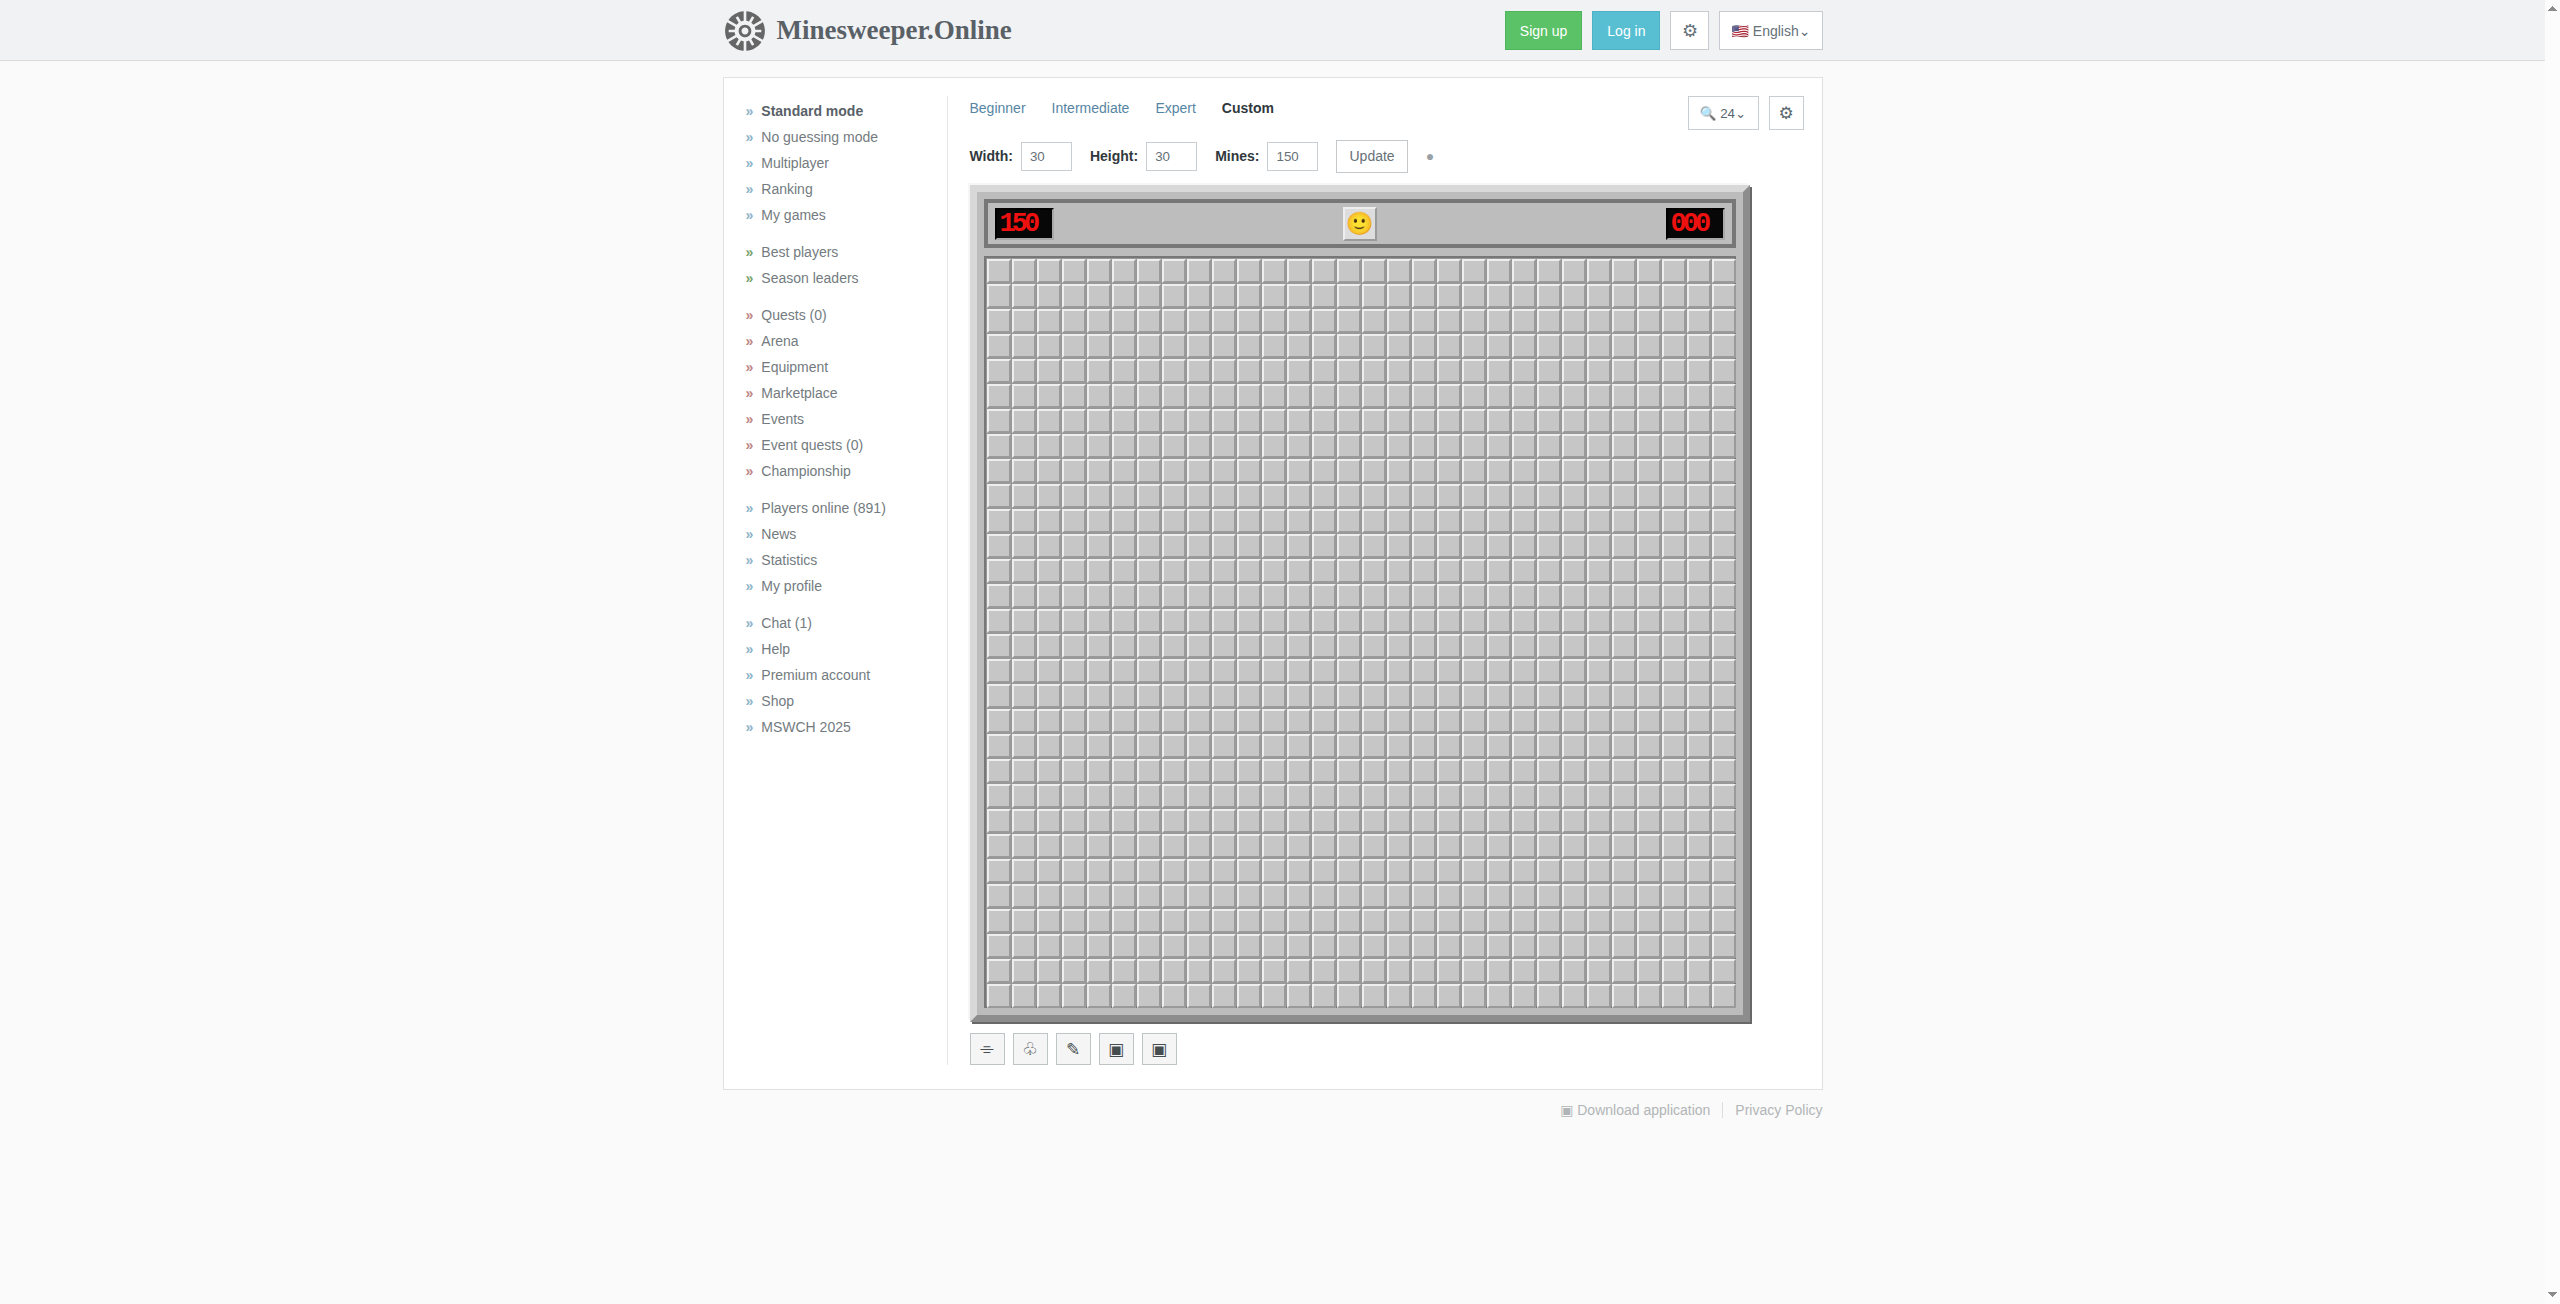 Minesweeper.Online
Sign up
Log in
English
» Standard mode
» No guessing mode
» Multiplayer
» Ranking
» My games
» Best players
» Season leaders
» Quests (0)
» Arena
» Equipment
» Marketplace
» Events
» Event quests (0)
» Championship
» Players online (891)
» News
» Statistics
» My profile
» Chat (1)
» Help
» Premium account
» Shop
» MSWCH 2025
Beginner Intermediate Expert Custom
24
Width: 30 Height: 30 Mines: 150 Update
150 000
Download application Privacy Policy